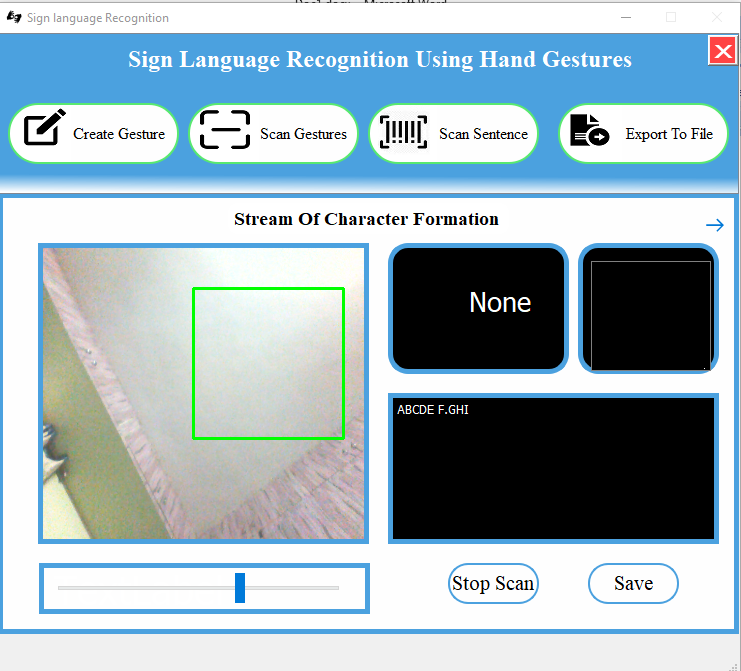 Sign language Recognition
Sign Language Recognition Using Hand Gestures
Create Gesture
Scan Gestures
Scan Sentence
Export To File
Stream Of Character Formation
None
ABCDE F.GHI
Stop Scan
Save